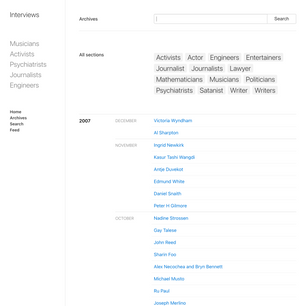 Interviews
Musicians
Activists
Psychiatrists
Journalists
Engineers
Home
Archives
Search
Feed
Archives
Search
All sections
Activists Actor Engineers Entertainers
Journalist Journalists Lawyer
Mathematicians Musicians Politicians
Psychiatrists Satanist Writer Writers
2007 DECEMBER Victoria Wyndham
Al Sharpton
NOVEMBER Ingrid Newkirk
Kasur Tashi Wangdi
Antje Duvekot
Edmund White
Daniel Snaith
Peter H Gilmore
OCTOBER Nadine Strossen
Gay Talese
John Reed
Sharin Foo
Alex Necochea and Bryn Bennett
Michael Musto
Ru Paul
Joseph Merlino